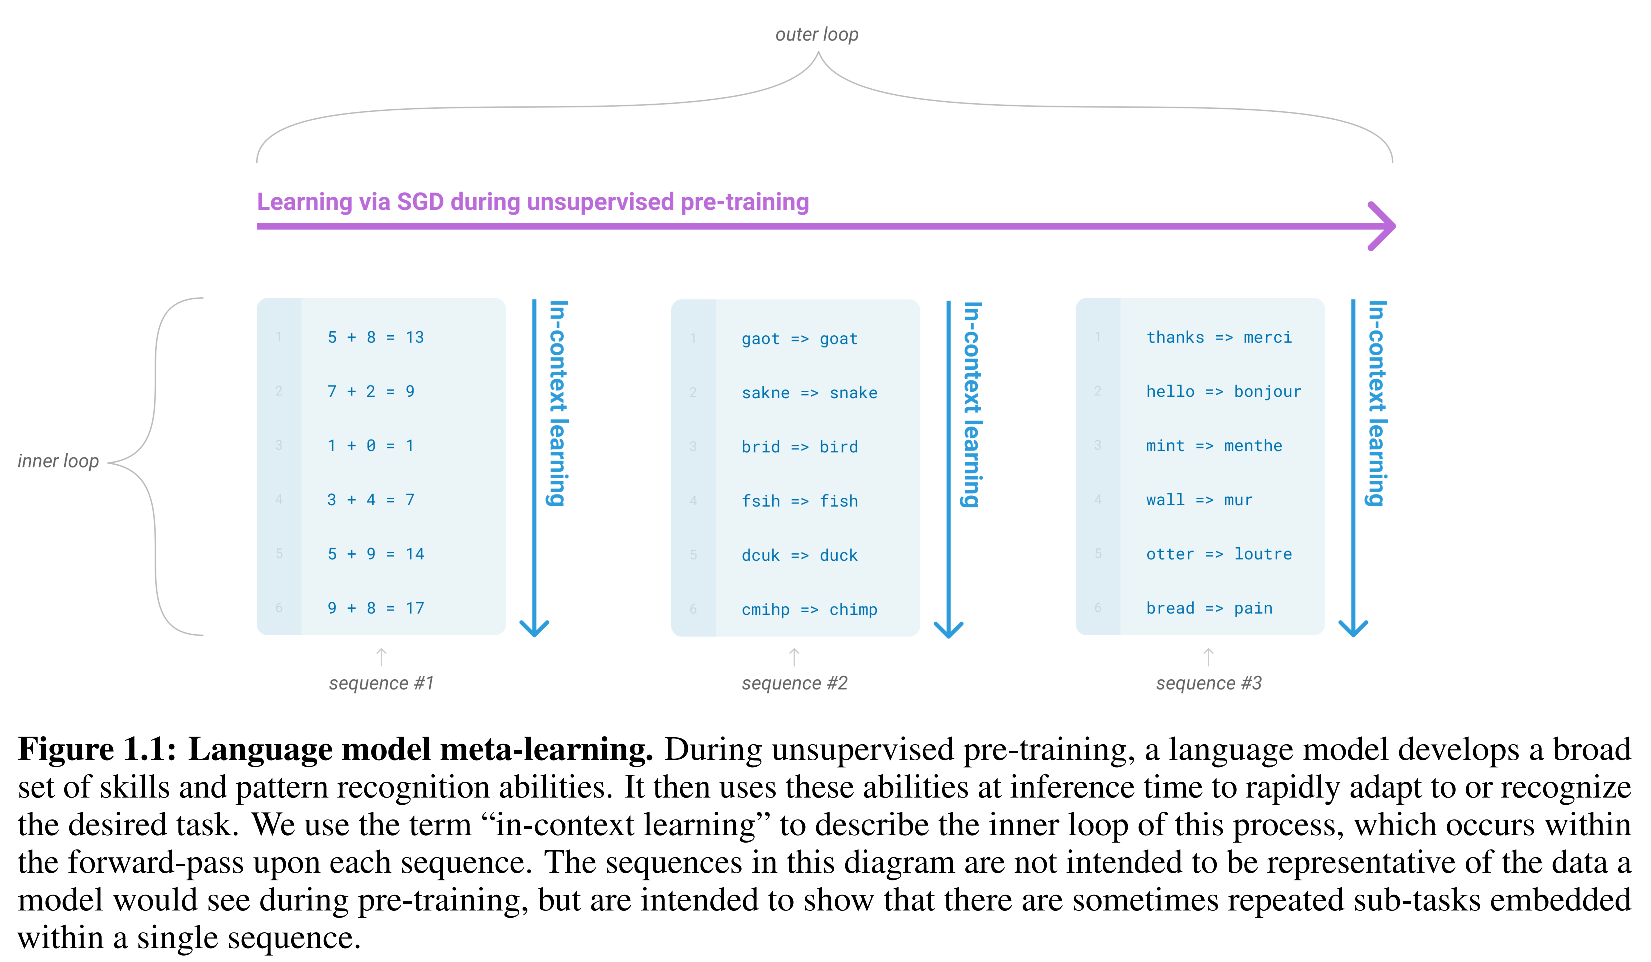 outer loop
Learning via SGD during unsupervised pre-training
inner loop
1 5 + 8 = 13
2 7 + 2 = 9
3 1 + 0 = 1
4 3 + 4 = 7
5 5 + 9 = 14
6 9 + 8 = 17
In-context learning
sequence #1
1 gaot => goat
2 sakne => snake
3 brid => bird
4 fsih => fish
5 dcuk => duck
6 cmihp => chimp
In-context learning
sequence #2
1 thanks => merci
2 hello => bonjour
3 mint => menthe
4 wall => mur
5 otter => loutre
6 bread => pain
In-context learning
sequence #3
Figure 1.1: Language model meta-learning. During unsupervised pre-training, a language model develops a broad
set of skills and pattern recognition abilities. It then uses these abilities at inference time to rapidly adapt to or recognize
the desired task. We use the term “in-context learning” to describe the inner loop of this process, which occurs within
the forward-pass upon each sequence. The sequences in this diagram are not intended to be representative of the data a
model would see during pre-training, but are intended to show that there are sometimes repeated sub-tasks embedded
within a single sequence.